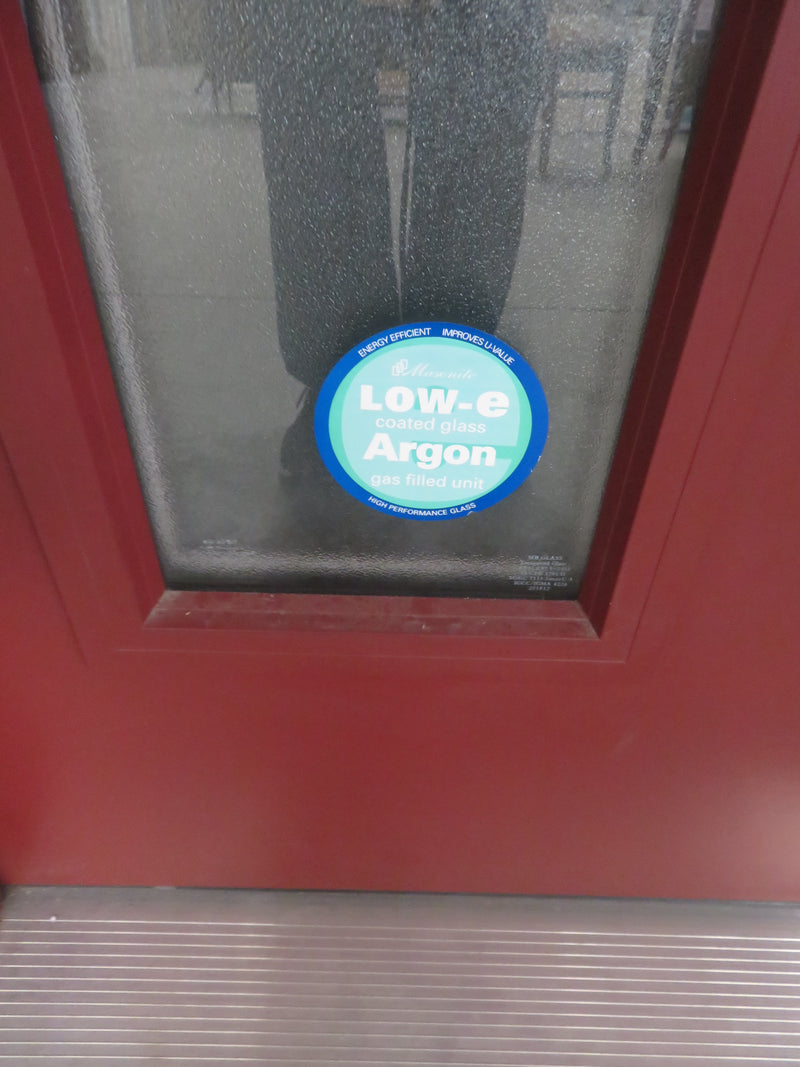 ENERGY EFFICIENT IMPROVES U-VALUE
Masonite
Low-e
coated glass
Argon
gas filled unit
HIGH PERFORMANCE GLASS